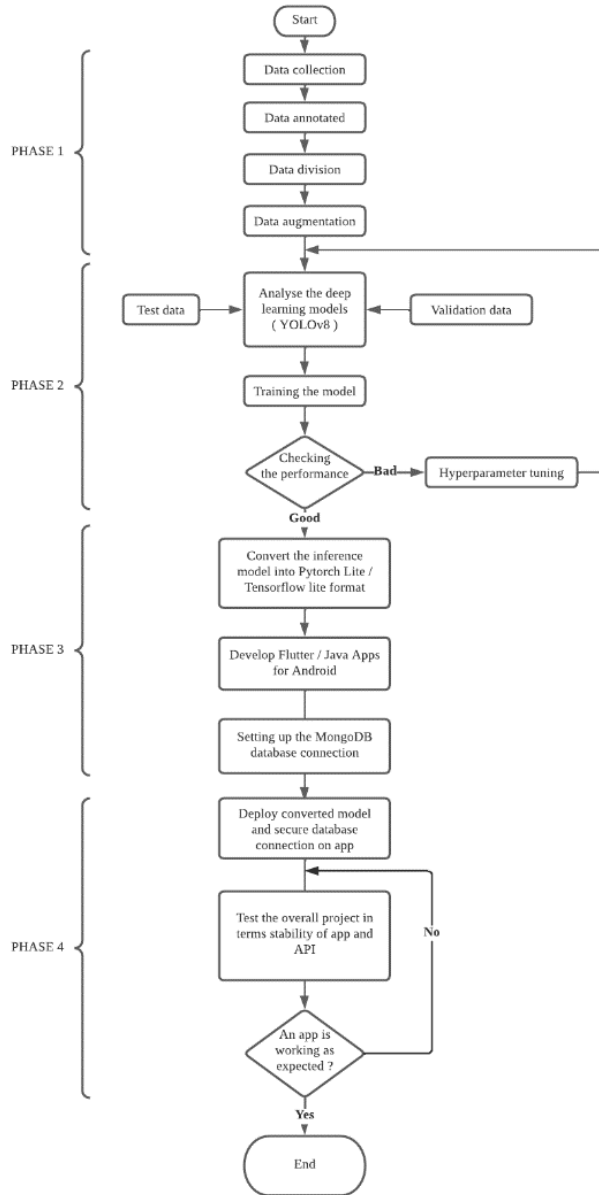 Start
Data collection
Data annotated
PHASE 1
Data division
Data augmentation
Analyse the deep
learning models
( YOLOv8 )
Test data
Validation data
PHASE 2
Training the model
Checking
the performance
Bad
Hyperparameter tuning
Good
Convert the inference
model into Pytorch Lite /
Tensorflow lite format
PHASE 3
Develop Flutter / Java Apps
for Android
Setting up the MongoDB
database connection
Deploy converted model
and secure database
connection on app
Test the overall project in
terms stability of app and
API
No
PHASE 4
An app is
working as
expected ?
Yes
End